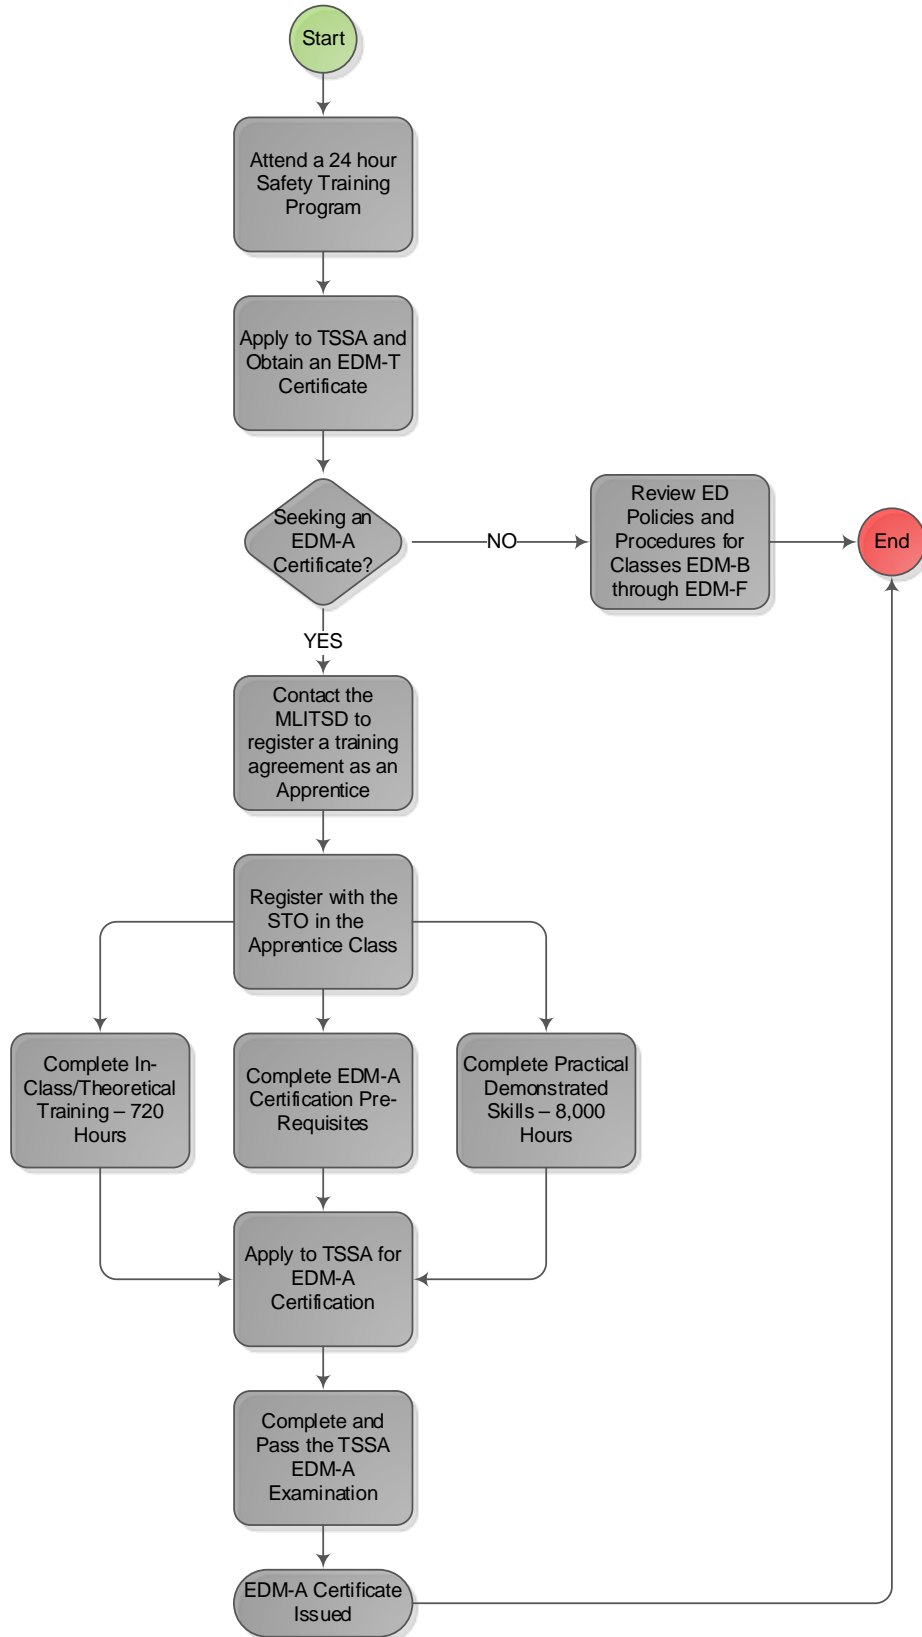 Start
Attend a 24 hour
Safety Training
Program
Apply to TSSA and
Obtain an EDM-T
Certificate
Seeking an
EDM-A
Certificate?
NO
Review ED
Policies and
Procedures for
Classes EDM-B
through EDM-F
End
YES
Contact the
MLITSD to
register a training
agreement as an
Apprentice
Register with the
STO in the
Apprentice Class
Complete In-
Class/Theoretical
Training – 720
Hours
Complete EDM-A
Certification Pre-
Requisites
Complete Practical
Demonstrated
Skills – 8,000
Hours
Apply to TSSA for
EDM-A
Certification
Complete and
Pass the TSSA
EDM-A
Examination
EDM-A Certificate
Issued